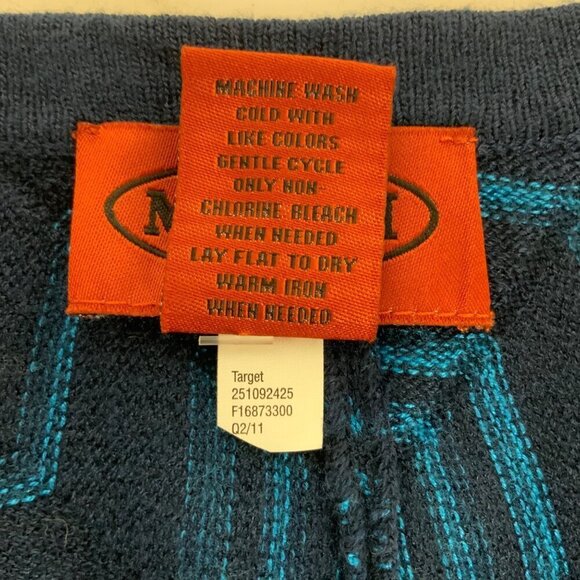 MACHINE WASH
COLD WITH
LIKE COLORS
GENTLE CYCLE
ONLY NON-
CHLORINE BLEACH
WHEN NEEDED
LAY FLAT TO DRY
WARM IRON
WHEN NEEDED
Target
251092425
F16873300
Q2/11